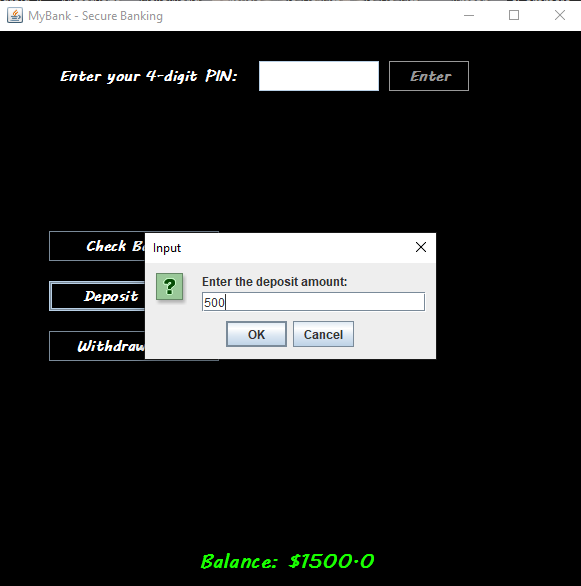 MyBank - Secure Banking
Enter your 4-digit PIN:
Enter
Check
Input
Enter the deposit amount:
Deposit
500
OK
Cancel
Withdraw
Balance: $1500.0